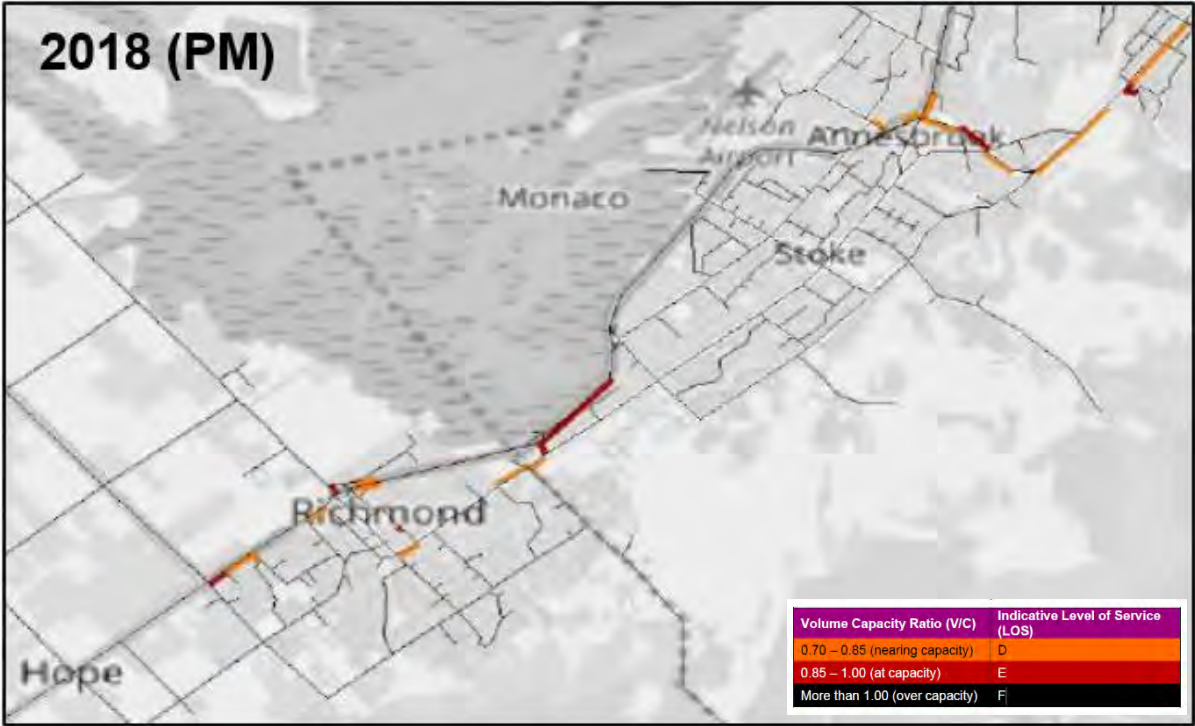 2018 (PM)
Nelson
Airport
Annesbrook
Monaco
Stoke
Richmond
Hope
Volume Capacity Ratio (V/C) Indicative Level of Service (LOS)
0.70 – 0.85 (nearing capacity) D
0.85 – 1.00 (at capacity) E
More than 1.00 (over capacity) F